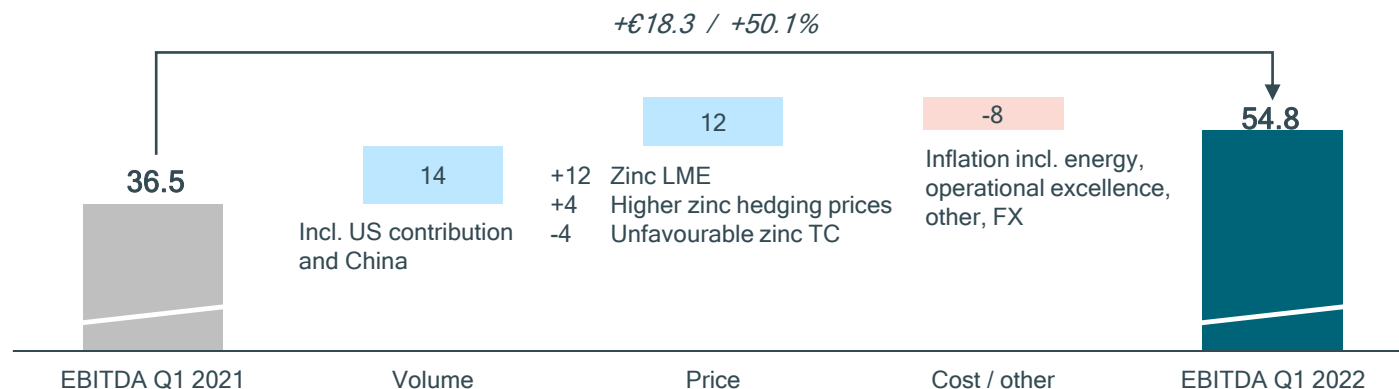 +€18.3 / +50.1%
36.5
14
12
-8
54.8
Incl. US contribution
and China
+12 Zinc LME
+4 Higher zinc hedging prices
-4 Unfavourable zinc TC
Inflation incl. energy,
operational excellence,
other, FX
EBITDA Q1 2021
Volume
Price
Cost / other
EBITDA Q1 2022